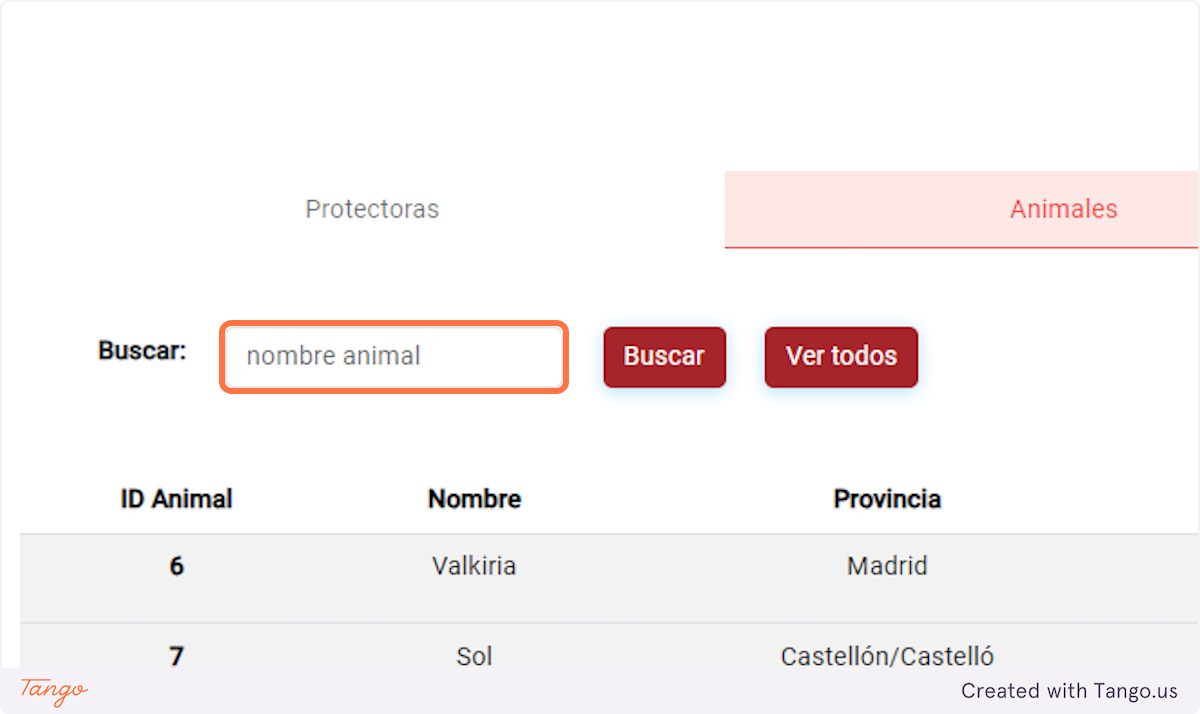 Protectoras Animales
Buscar: nombre animal Buscar Ver todos
ID Animal Nombre Provincia
6 Valkiria Madrid
7 Sol Castellón/Castelló
Tango Created with Tango.us